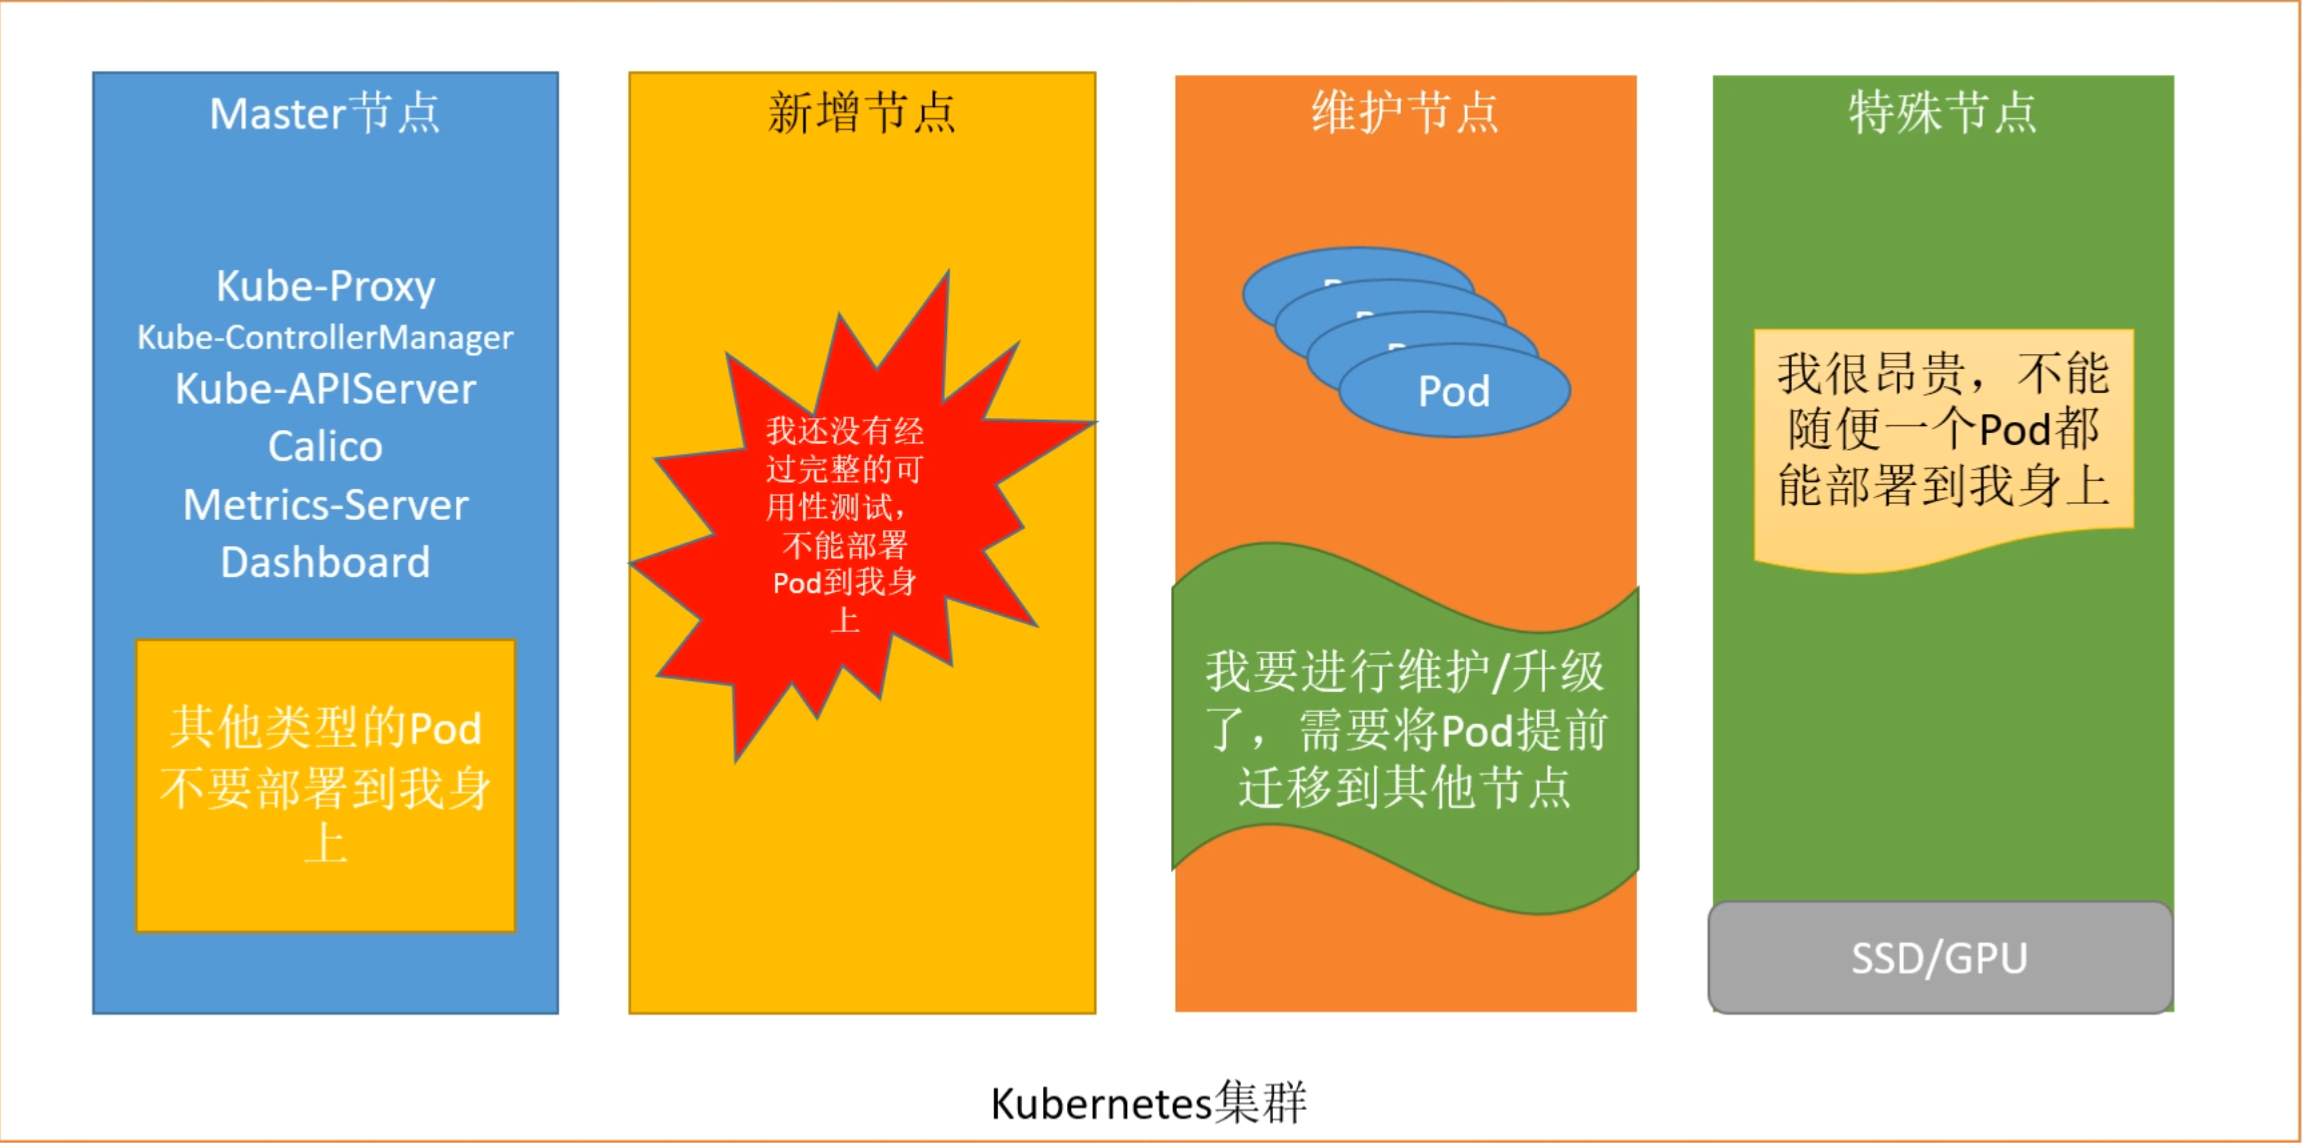 Master节点
Kube-Proxy
Kube-ControllerManager
Kube-APIServer
Calico
Metrics-Server
Dashboard
其他类型的Pod
不要部署到我身
上
新增节点
我还没有经
过完整的可
用性测试，
不能部署
Pod到我身
上
维护节点
Pod
我要进行维护/升级
了，需要将Pod提前
迁移到其他节点
特殊节点
我很昂贵，不能
随便一个Pod都
能部署到我身上
SSD/GPU
Kubernetes集群